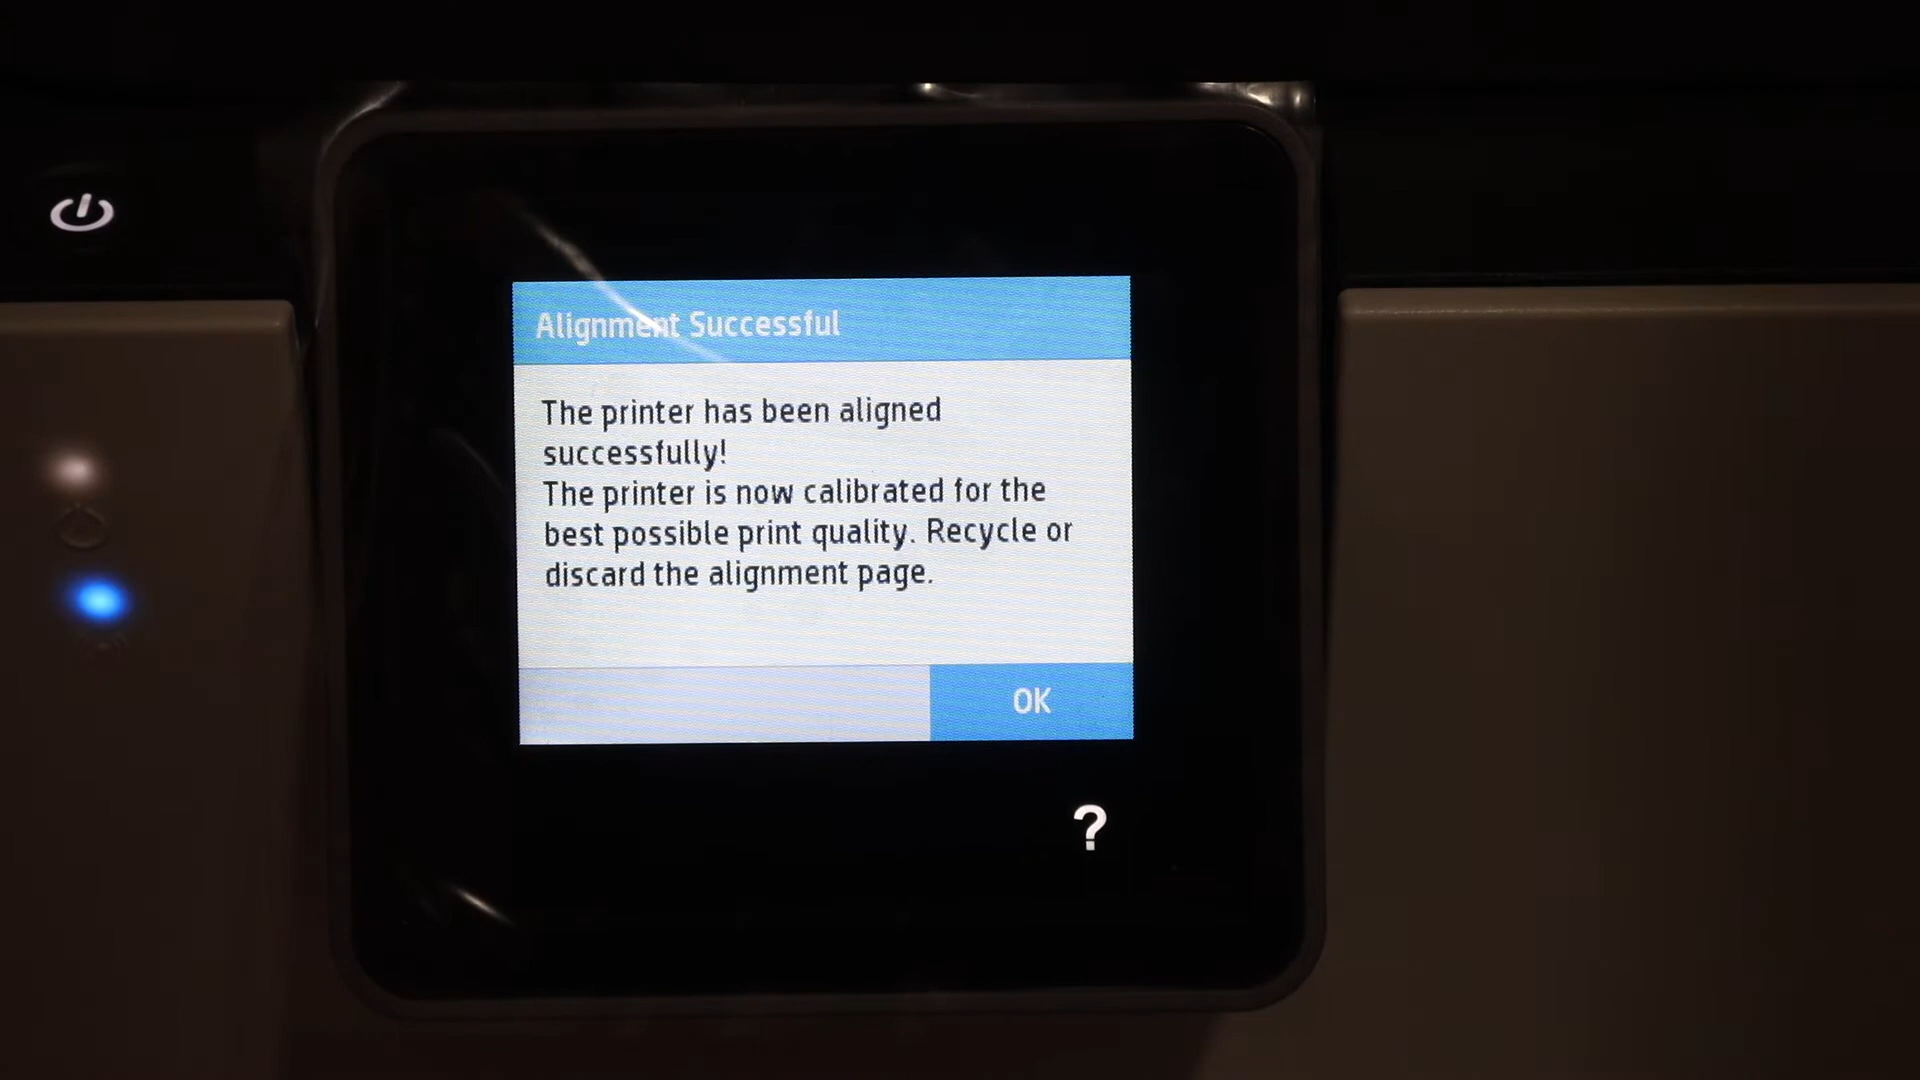 Alignment Successful
The printer has been aligned
successfully!
The printer is now calibrated for the
best possible print quality. Recycle or
discard the alignment page.
OK
?